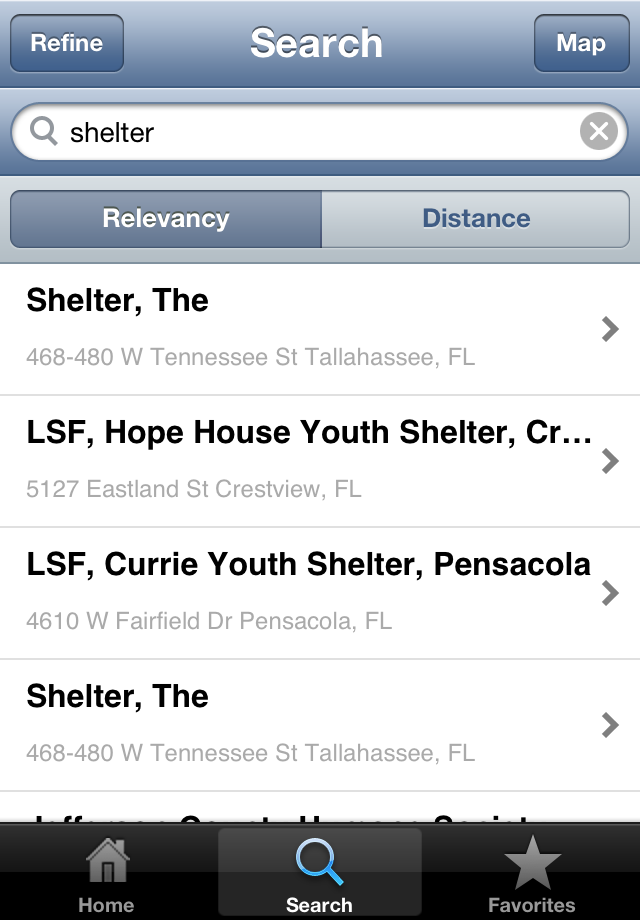 Refine
Search
Map
shelter
Relevancy
Distance
Shelter, The
468-480 W Tennessee St Tallahassee, FL
LSF, Hope House Youth Shelter, Cr...
5127 Eastland St Crestview, FL
LSF, Currie Youth Shelter, Pensacola
4610 W Fairfield Dr Pensacola, FL
Shelter, The
468-480 W Tennessee St Tallahassee, FL
Home
Search
Favorites